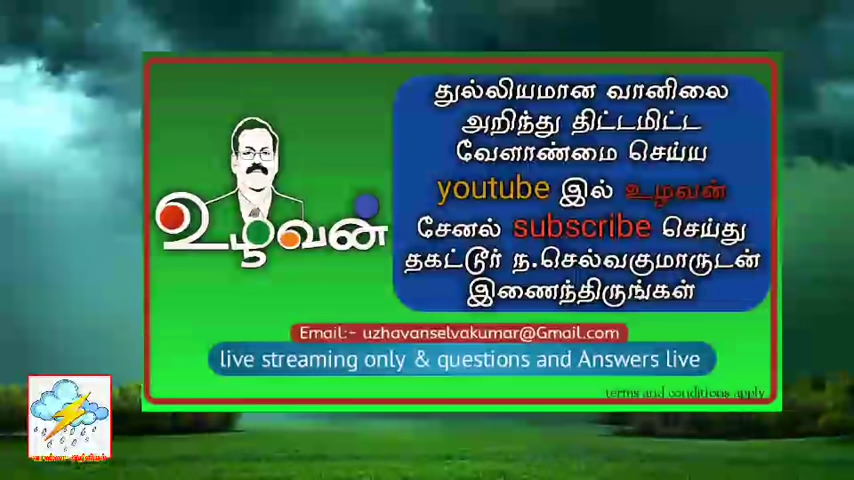 துல்லியமான வானிலை
அறிந்து திட்டமிட்ட
வேளாண்மை செய்ய
youtube இல் உழவன்
சேனல் subscribe செய்து
தகட்டூர் ந.செல்வகுமாருடன்
இணைந்திருங்கள்
உழவன்
Email:- uzhavanselvakumar@Gmail.com
live streaming only & questions and Answers live
terms and conditions apply